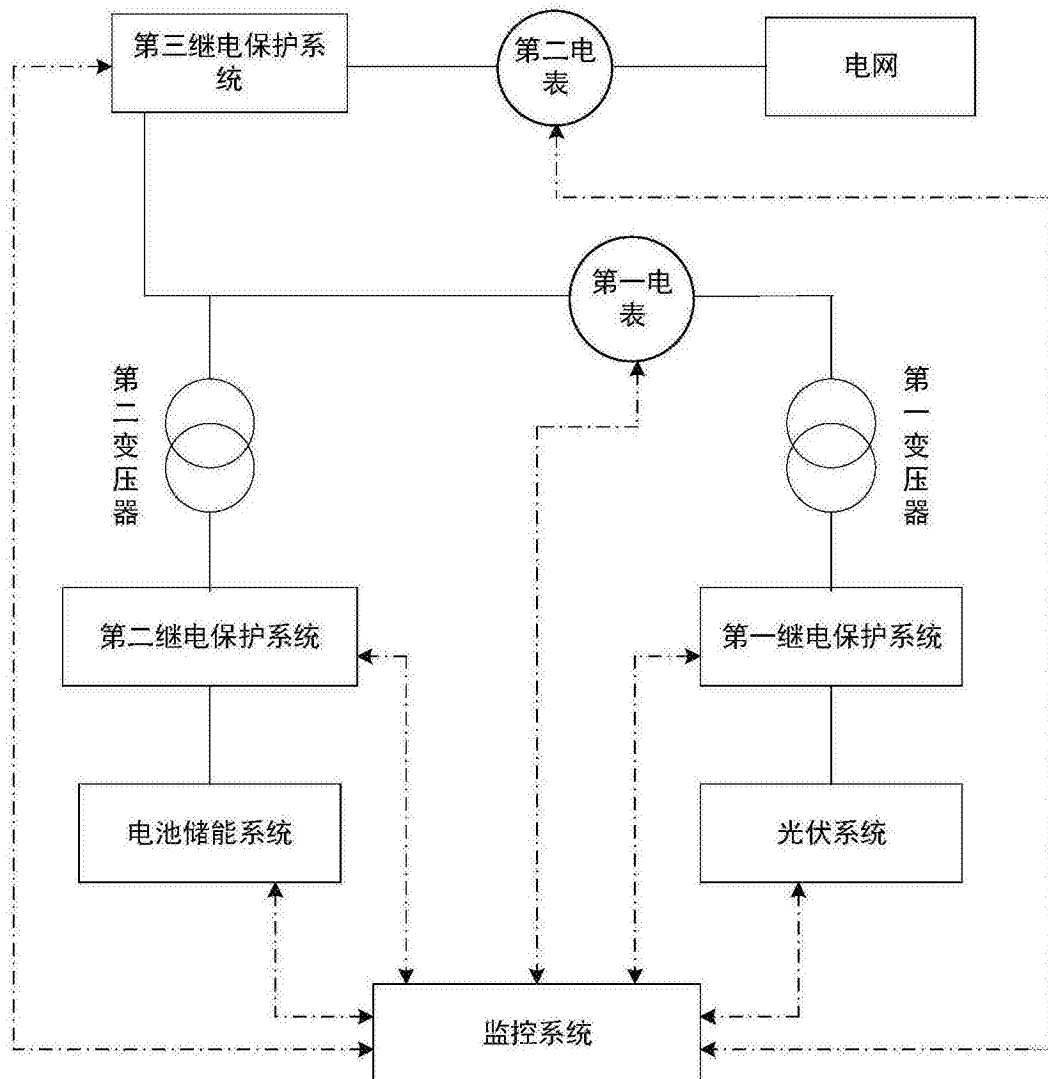 第三继电保护系
统
第二电
表
电网
第一电
表
第二变压器
第一变压器
第二继电保护系统
第一继电保护系统
电池储能系统
光伏系统
监控系统